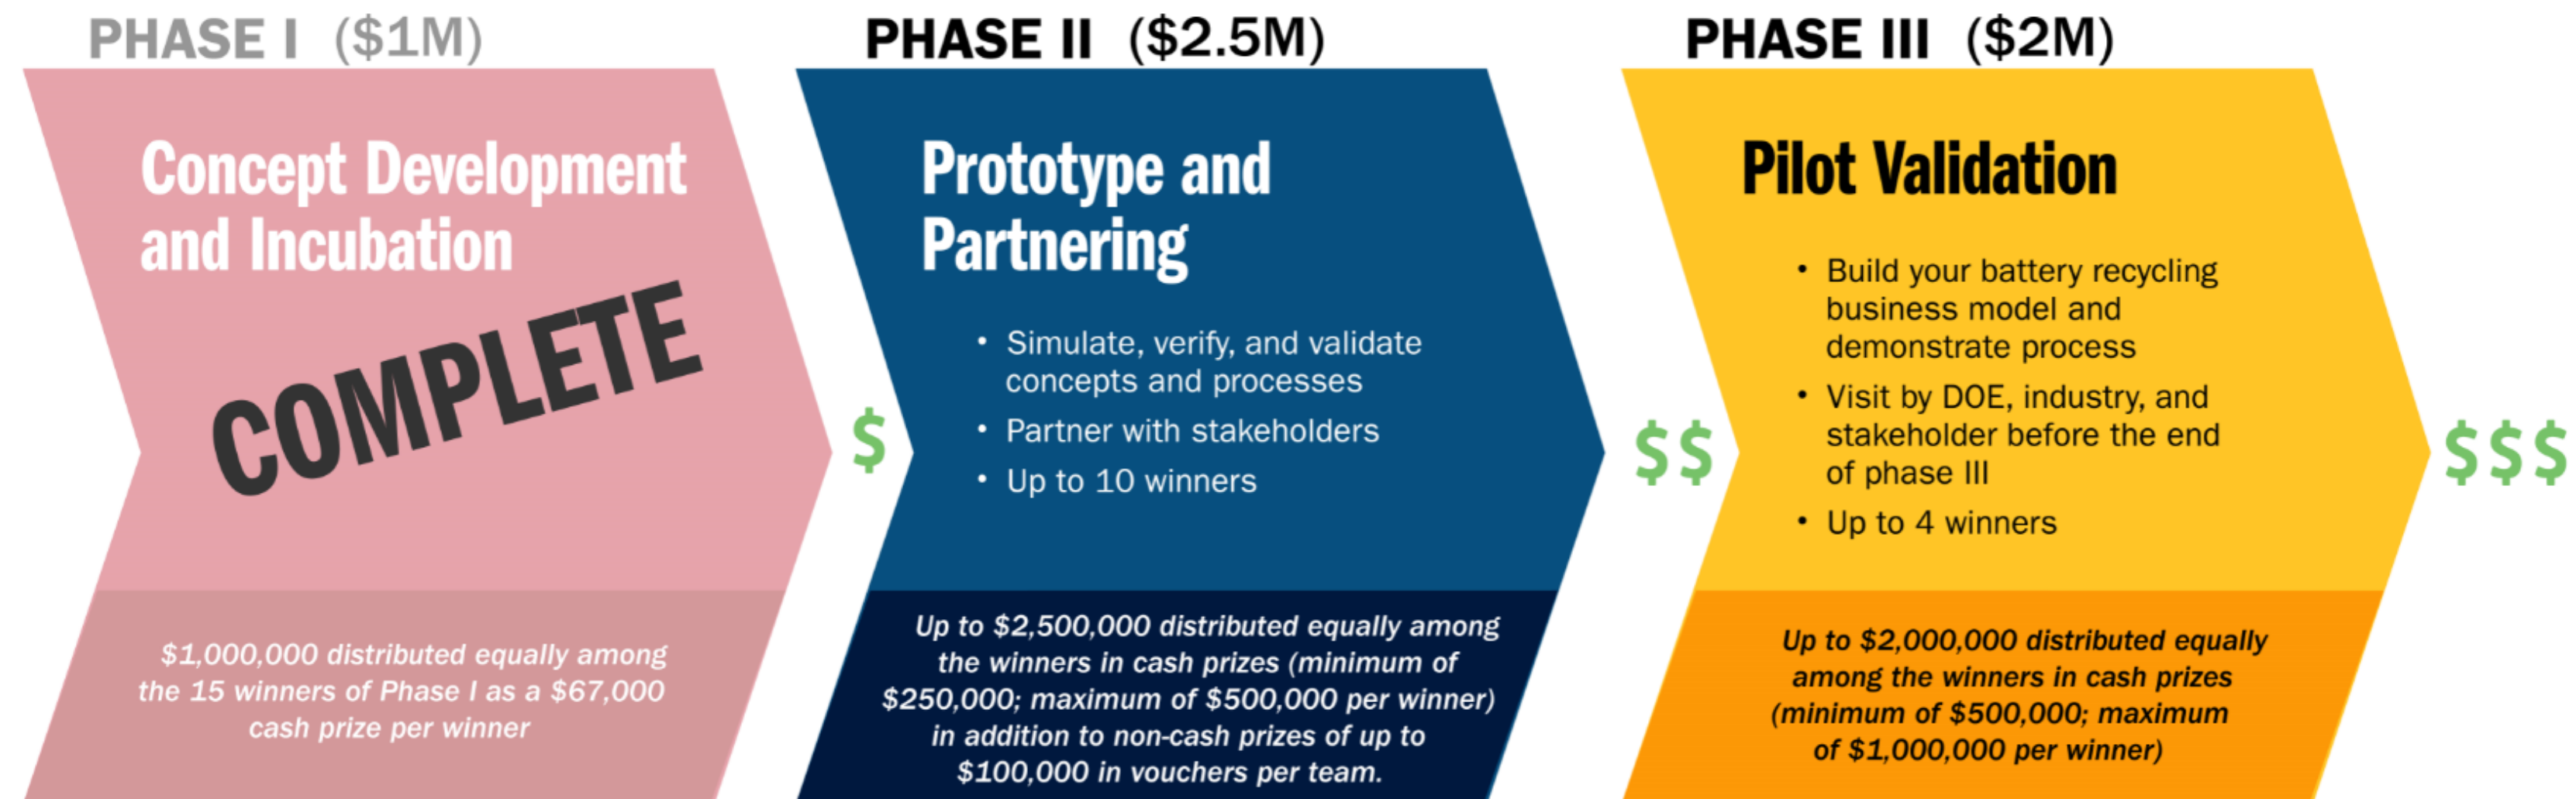 PHASE I ($1M)
Concept Development
and Incubation
COMPLETE
$1,000,000 distributed equally among
the 15 winners of Phase I as a $67,000
cash prize per winner
$
PHASE II ($2.5M)
Prototype and
Partnering
• Simulate, verify, and validate
concepts and processes
• Partner with stakeholders
• Up to 10 winners
Up to $2,500,000 distributed equally among
the winners in cash prizes (minimum of
$250,000; maximum of $500,000 per winner)
in addition to non-cash prizes of up to
$100,000 in vouchers per team.
$$
PHASE III ($2M)
Pilot Validation
• Build your battery recycling
business model and
demonstrate process
• Visit by DOE, industry, and
stakeholder before the end
of phase III
• Up to 4 winners
Up to $2,000,000 distributed equally
among the winners in cash prizes
(minimum of $500,000; maximum
of $1,000,000 per winner)
$$$